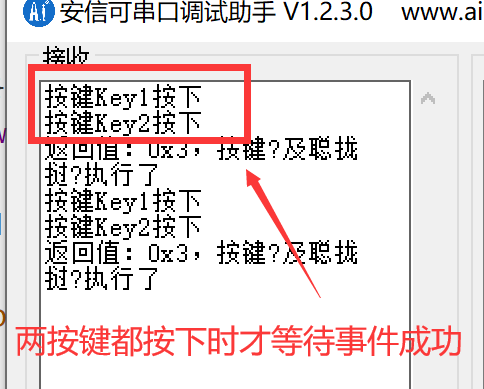 安信可串口调试助手 V1.2.3.0 www.ai
接收
按键Key1按下
按键Key2按下
返回值：0x3，按键?及聪拢
挝?执行了
按键Key1按下
按键Key2按下
返回值：0x3，按键?及聪拢
挝?执行了
两按键都按下时才等待事件成功